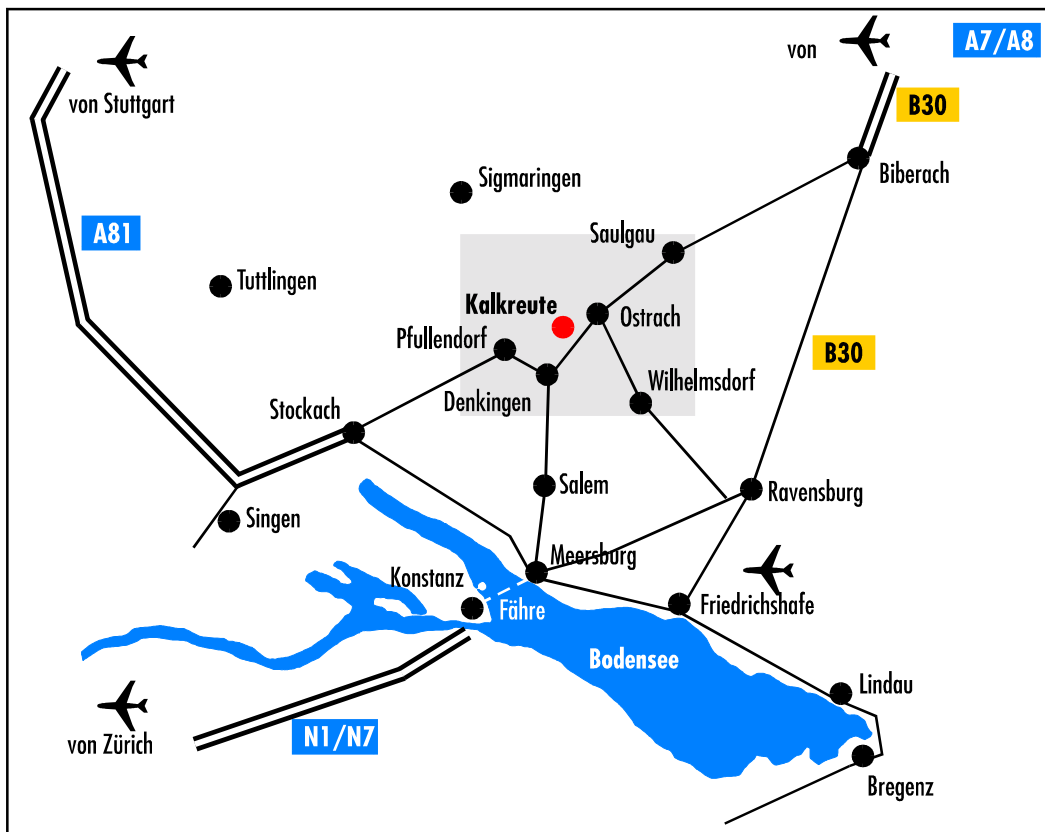 von
A7/A8
von Stuttgart
B30
Biberach
Sigmaringen
A81
Saulgau
Tuttlingen
Kalkreute
Ostrach
Pfullendorf
B30
Wilhelmsdorf
Denkingen
Stockach
Salem
Ravensburg
Singen
Meersburg
Konstanz
Fähre
Friedrichshafe
Bodensee
Lindau
von Zürich
N1/N7
Bregenz